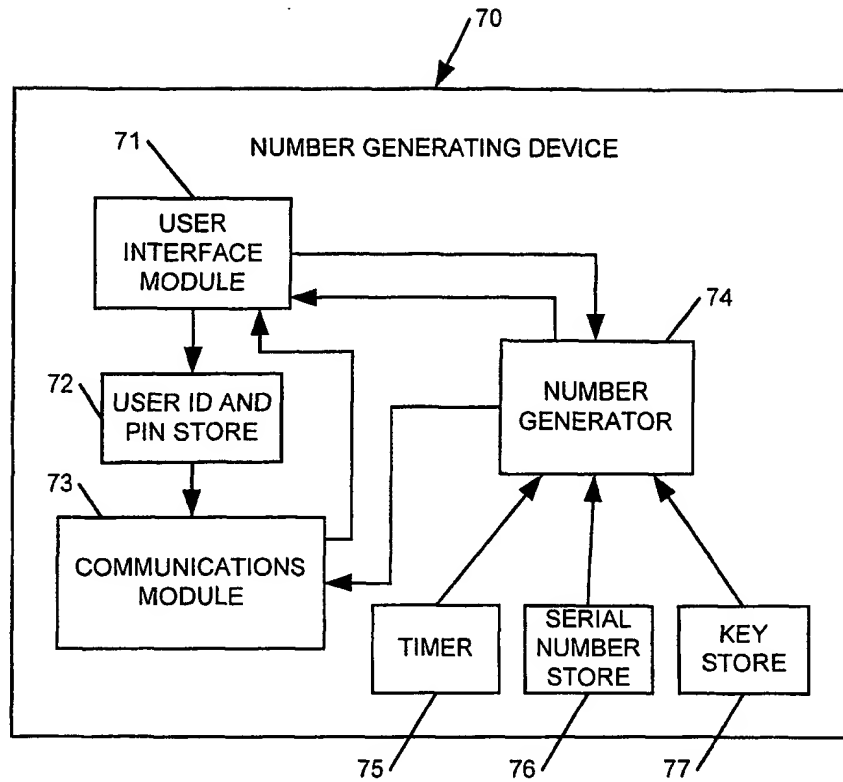 70
NUMBER GENERATING DEVICE
71
USER
INTERFACE
MODULE
74
NUMBER
GENERATOR
72
USER ID AND
PIN STORE
73
COMMUNICATIONS
MODULE
TIMER
SERIAL
NUMBER
STORE
KEY
STORE
75
76
77